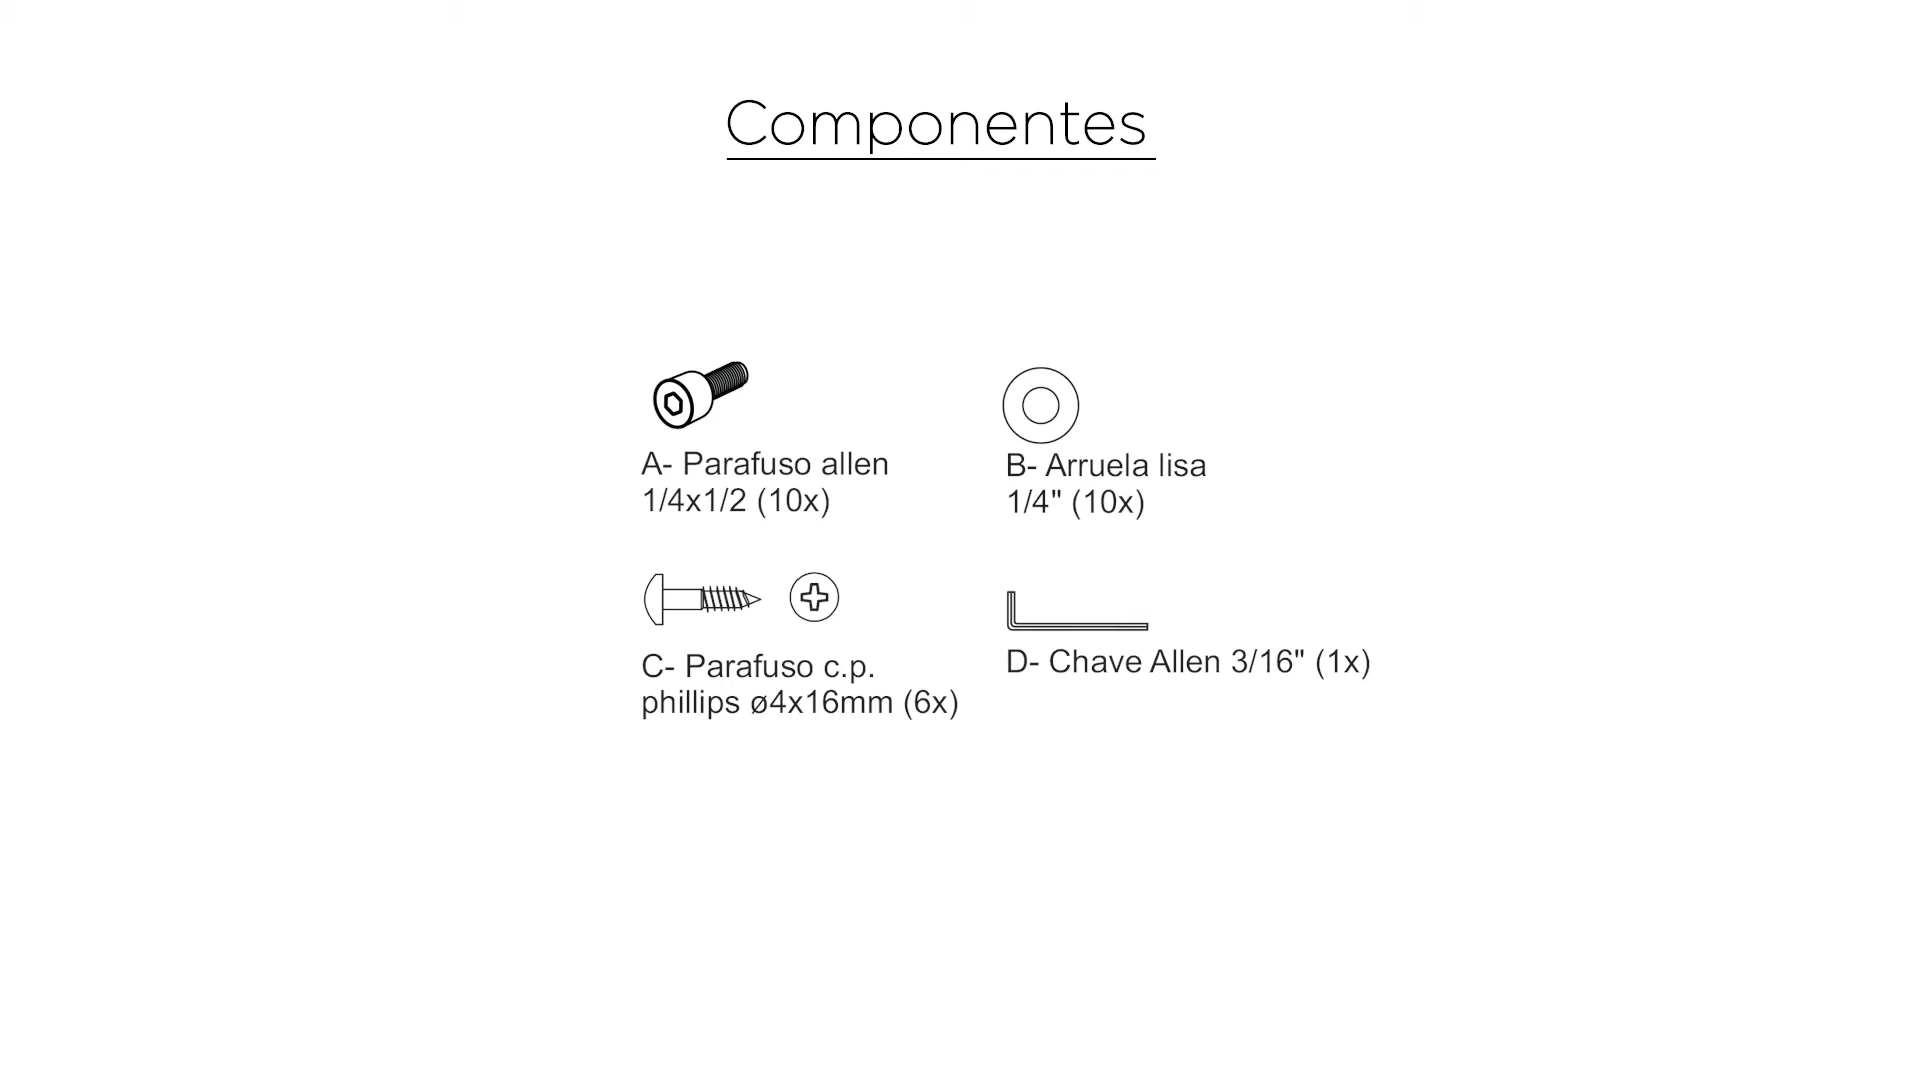 Componentes
A- Parafuso allen
1/4x1/2 (10x)
B- Arruela lisa
1/4" (10x)
C- Parafuso c.p.
phillips ø4x16mm (6x)
D- Chave Allen 3/16" (1x)